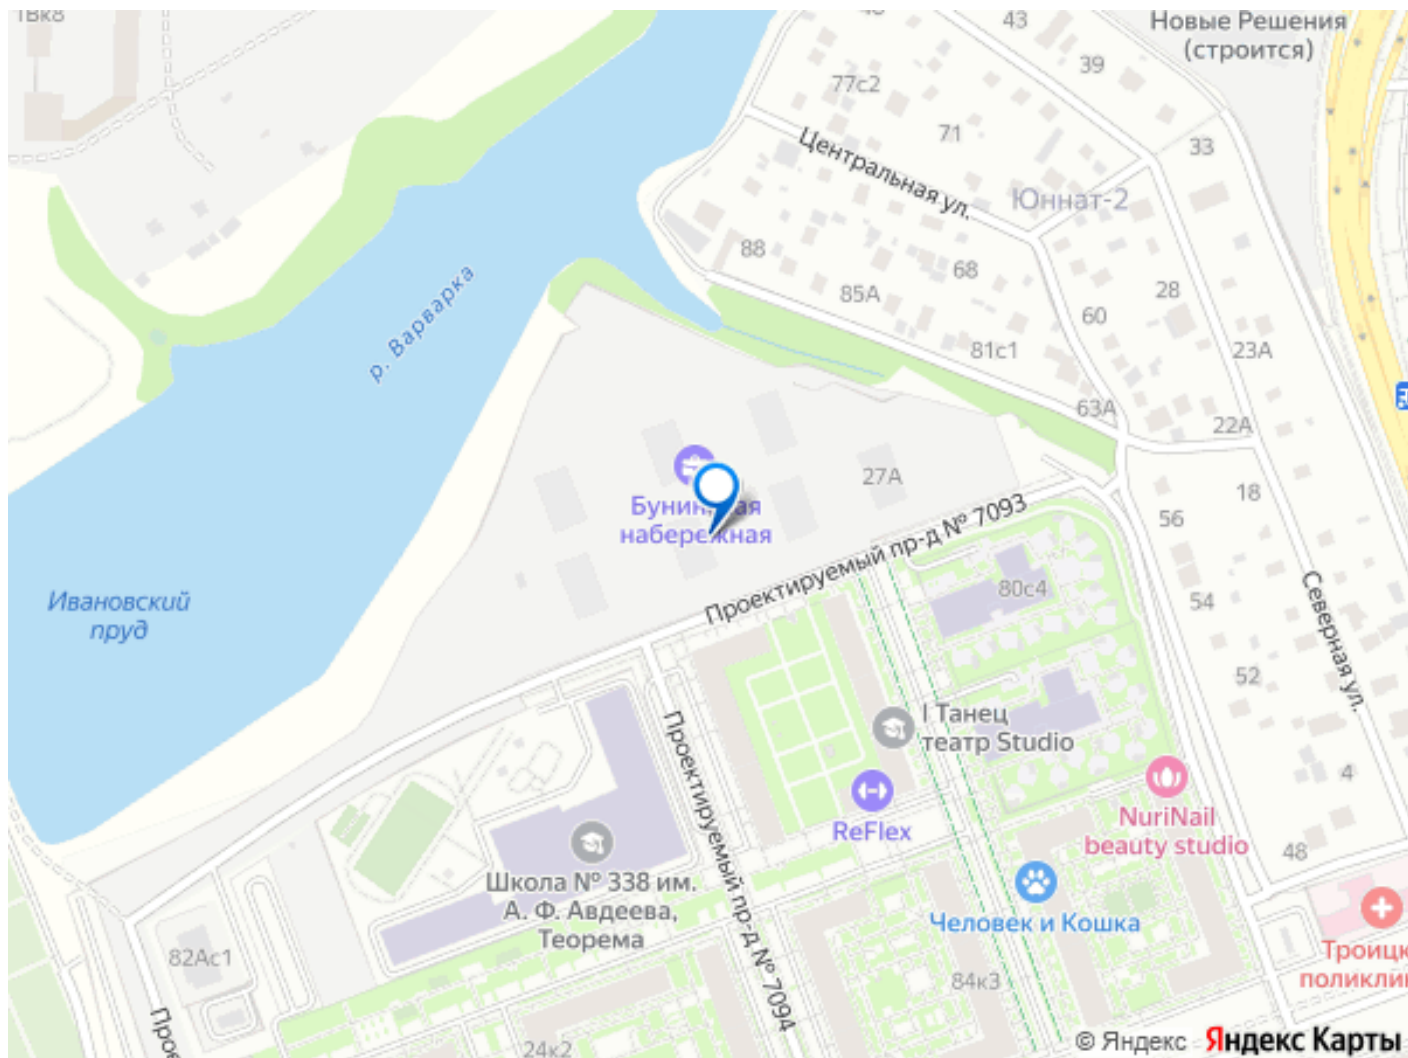 1Вк8
43
Новые Решения
(строится)
39
77с2
71
33
Центральная ул.
Юннат-2
88
68
28
85А
60
р. Варварка
81с1
23А
63А
22А
27А
18
Бунинская
набережная
56
Проектируемый пр-д № 7093
Ивановский
пруд
80с4
54
Северная ул.
52
I Танец
театр Studio
Проектируемый пр-д № 7094
4
NuriNail
beauty studio
ReFlex
48
Школа № 338 им.
А. Ф. Авдеева,
Теорема
Человек и Кошка
82Ас1
Троицк
поликлин
84к3
Прое
24к2
© Яндекс Яндекс Карты